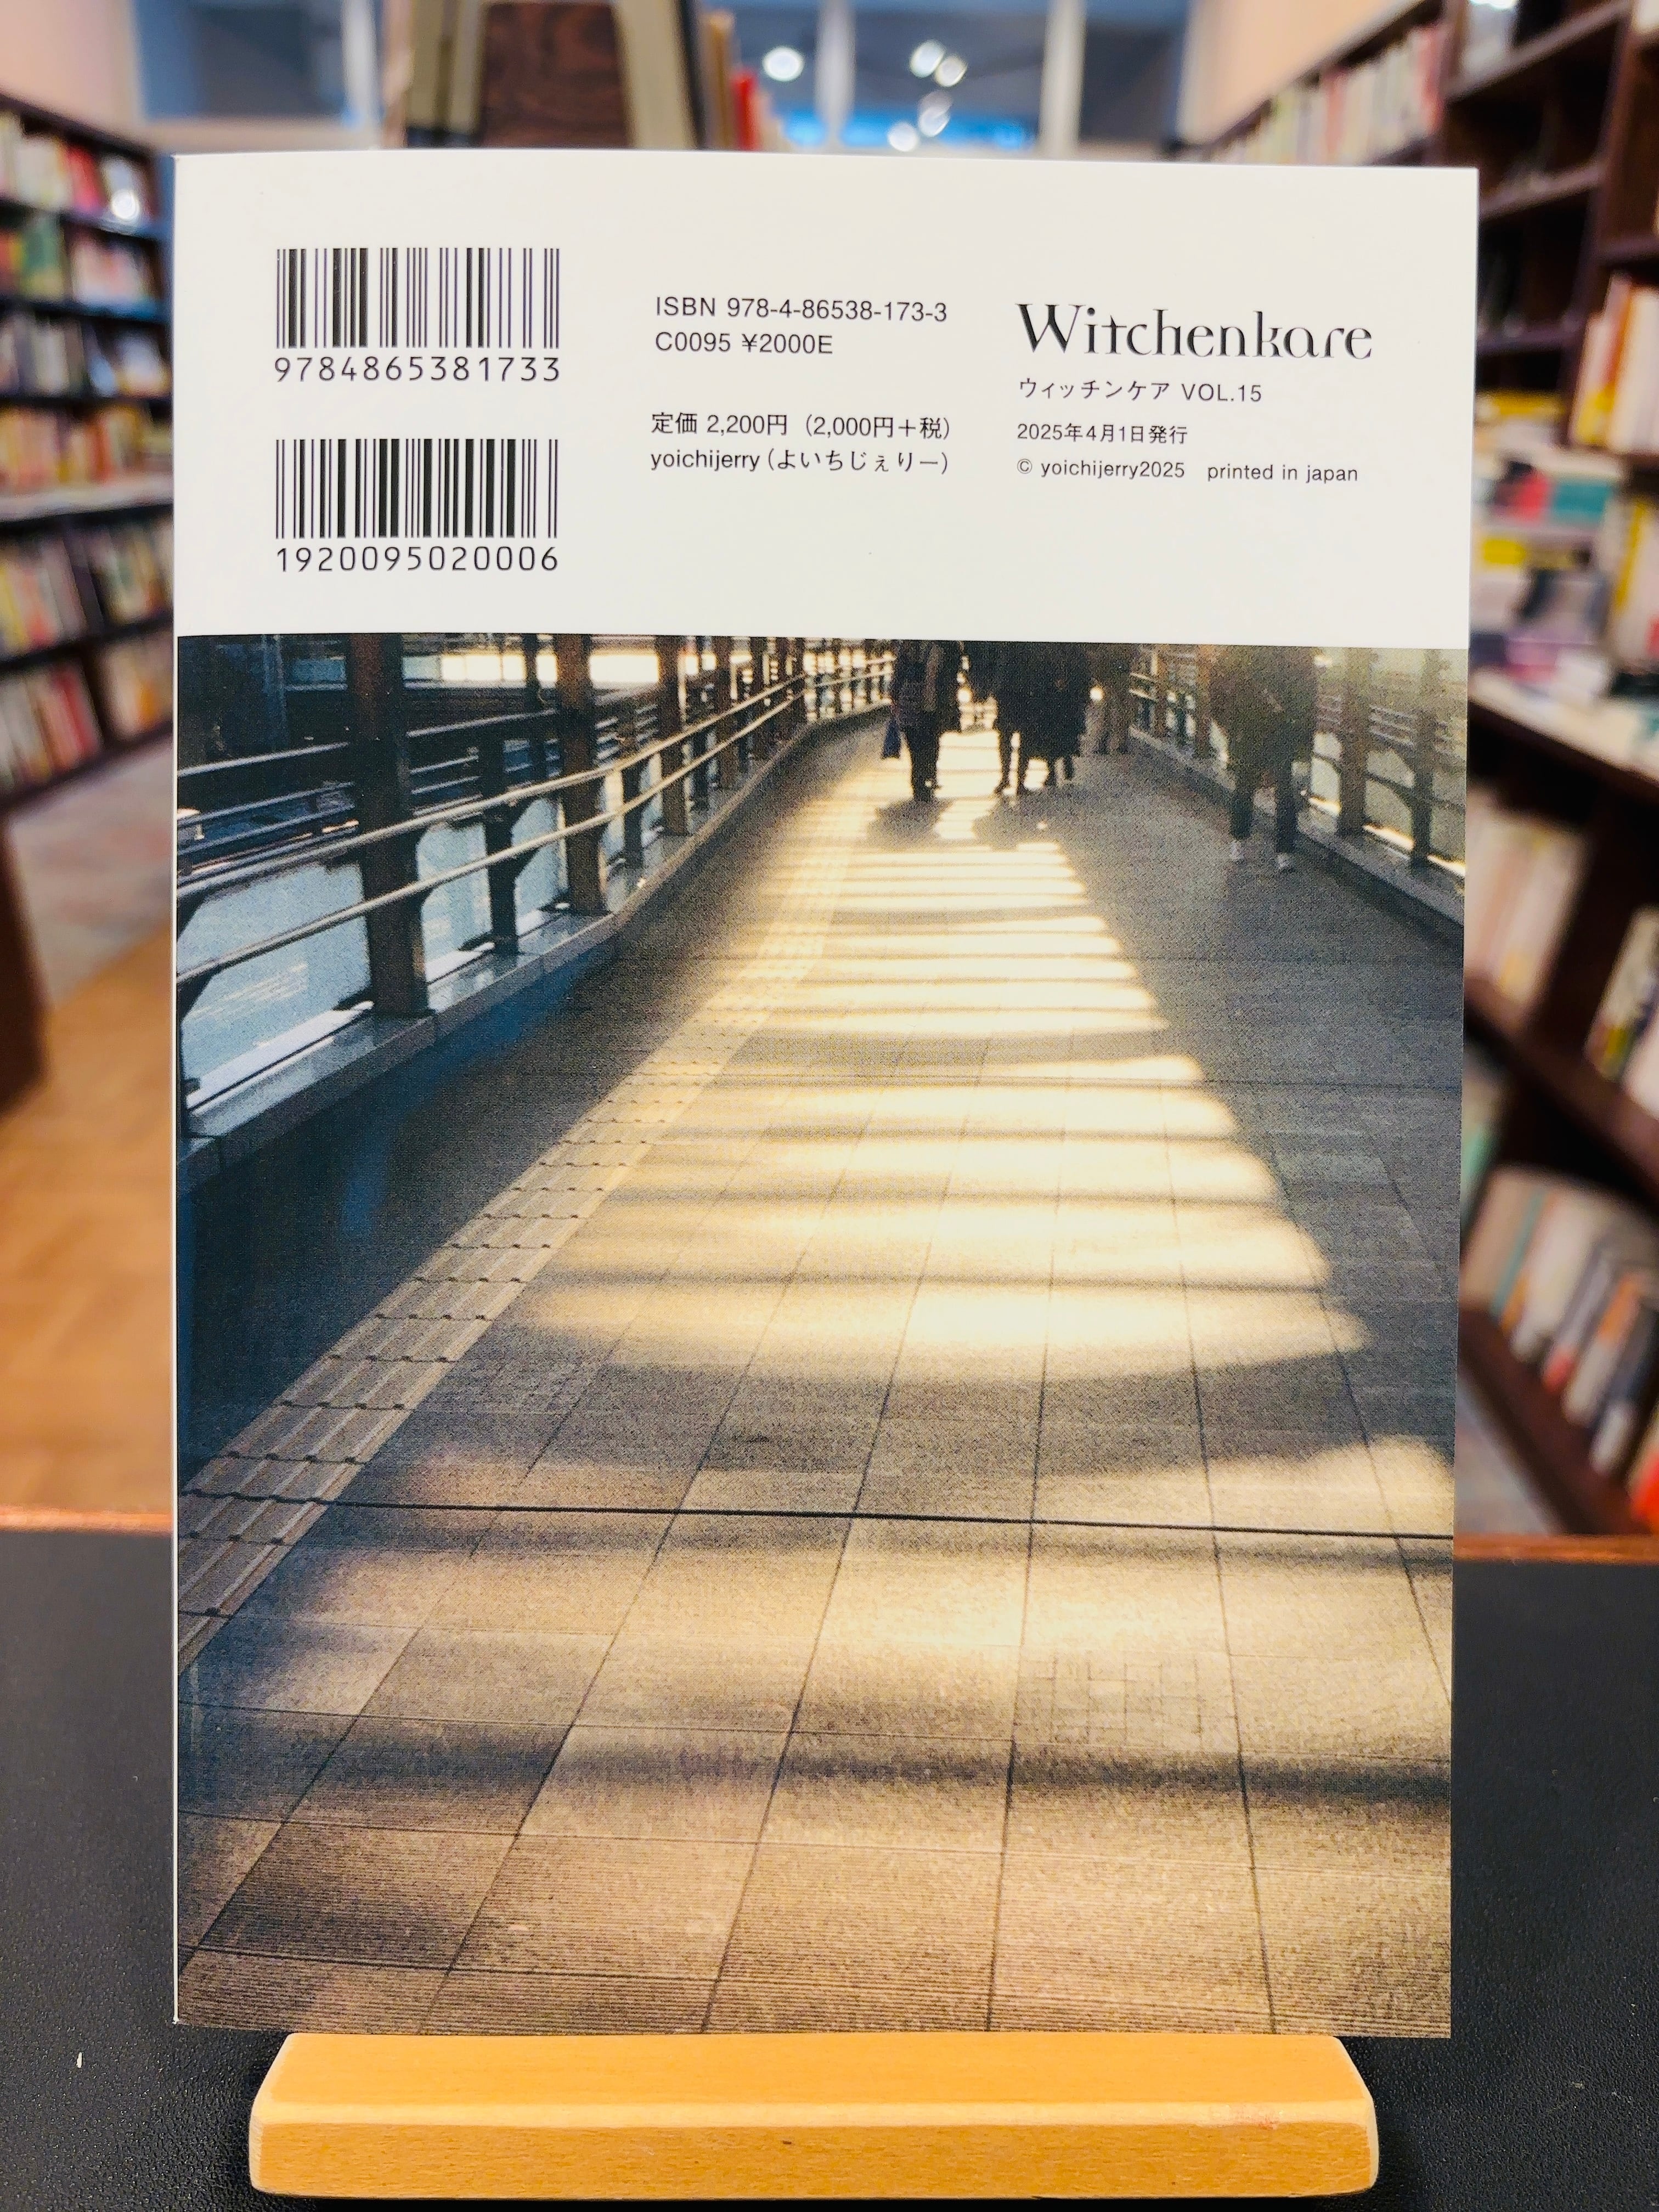 9784865381733
1920095020006
ISBN 978-4-86538-173-3
C0095 ¥2000E
定価 2,200円（2,000円＋税）
yoichijerry（よいちじぇりー）
Witchenkare
ウィッチンケア VOL.15
2025年4月1日発行
© yoichijerry2025 printed in japan